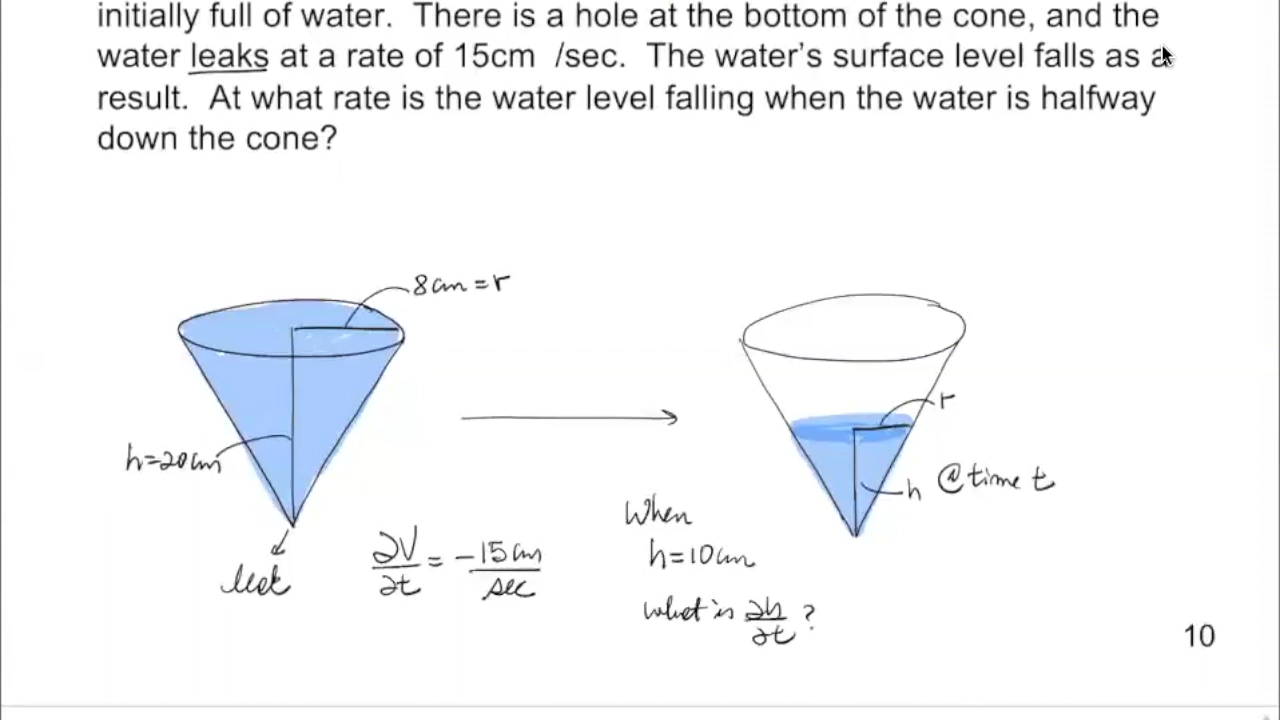 initially full of water. There is a hole at the bottom of the cone, and the
water leaks at a rate of 15cm /sec. The water's surface level falls as a
result. At what rate is the water level falling when the water is halfway
down the cone?
8cm = r
r
h=20cm
h @time t
When
∂V/∂t = -15cm/sec
h=10cm
leak
what is ∂h/∂t ?
10